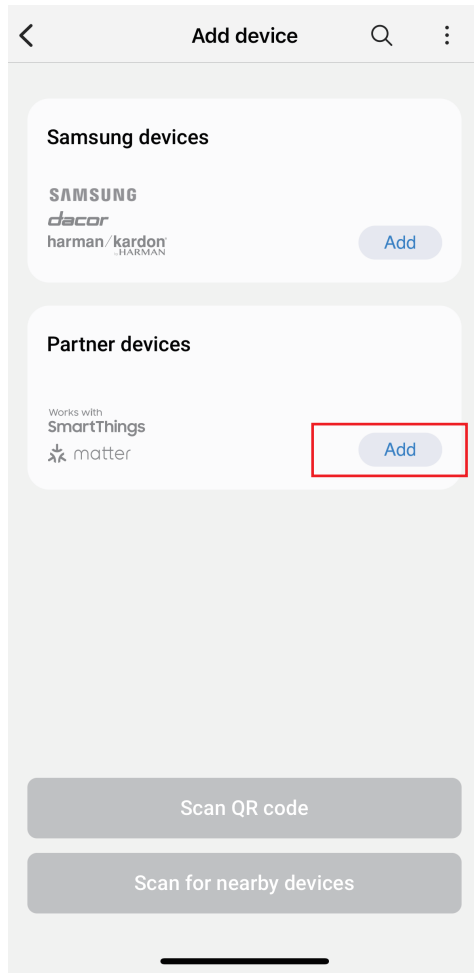 Add device
Samsung devices
SAMSUNG
dacor
harman/kardon
by HARMAN
Add
Partner devices
Works with
SmartThings
matter
Add
Scan QR code
Scan for nearby devices